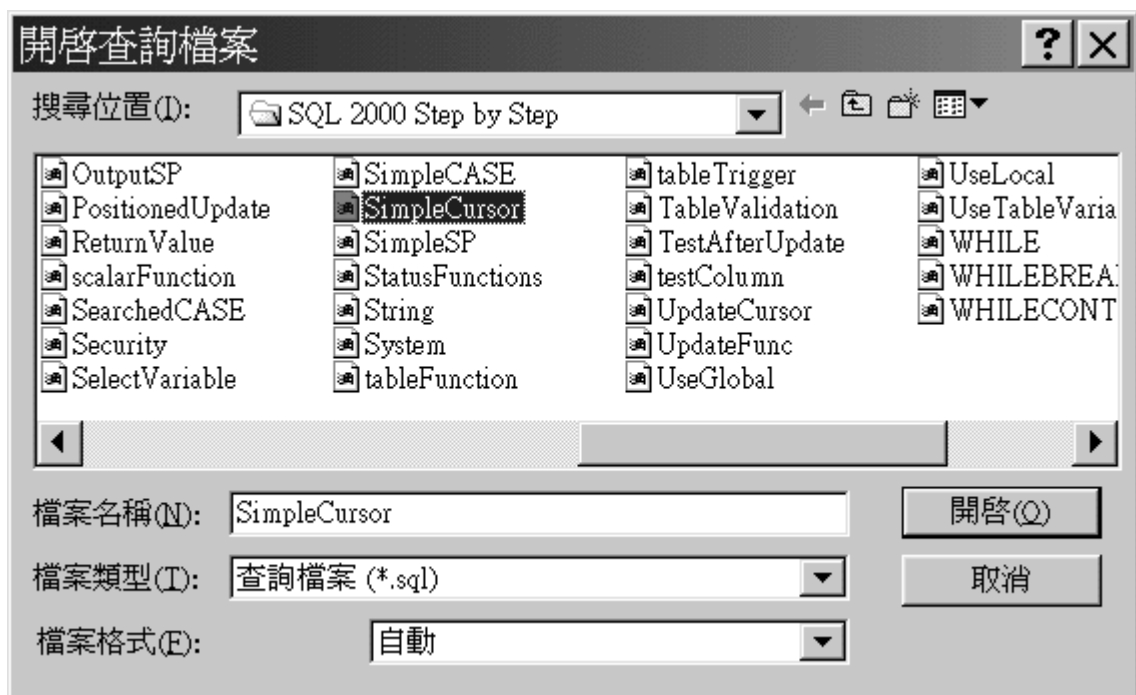 開啓查詢檔案
搜尋位置(I): SQL 2000 Step by Step
OutputSP SimpleCASE tableTrigger UseLocal
PositionedUpdate SimpleCursor TableValidation UseTableVaria
ReturnValue SimpleSP TestAfterUpdate WHILE
scalarFunction StatusFunctions testColumn WHILEBREA
SearchedCASE String UpdateCursor WHILECONT
Security System UpdateFunc
SelectVariable tableFunction UseGlobal
檔案名稱(N): SimpleCursor 開啓(O)
檔案類型(T): 查詢檔案 (*.sql) 取消
檔案格式(F): 自動